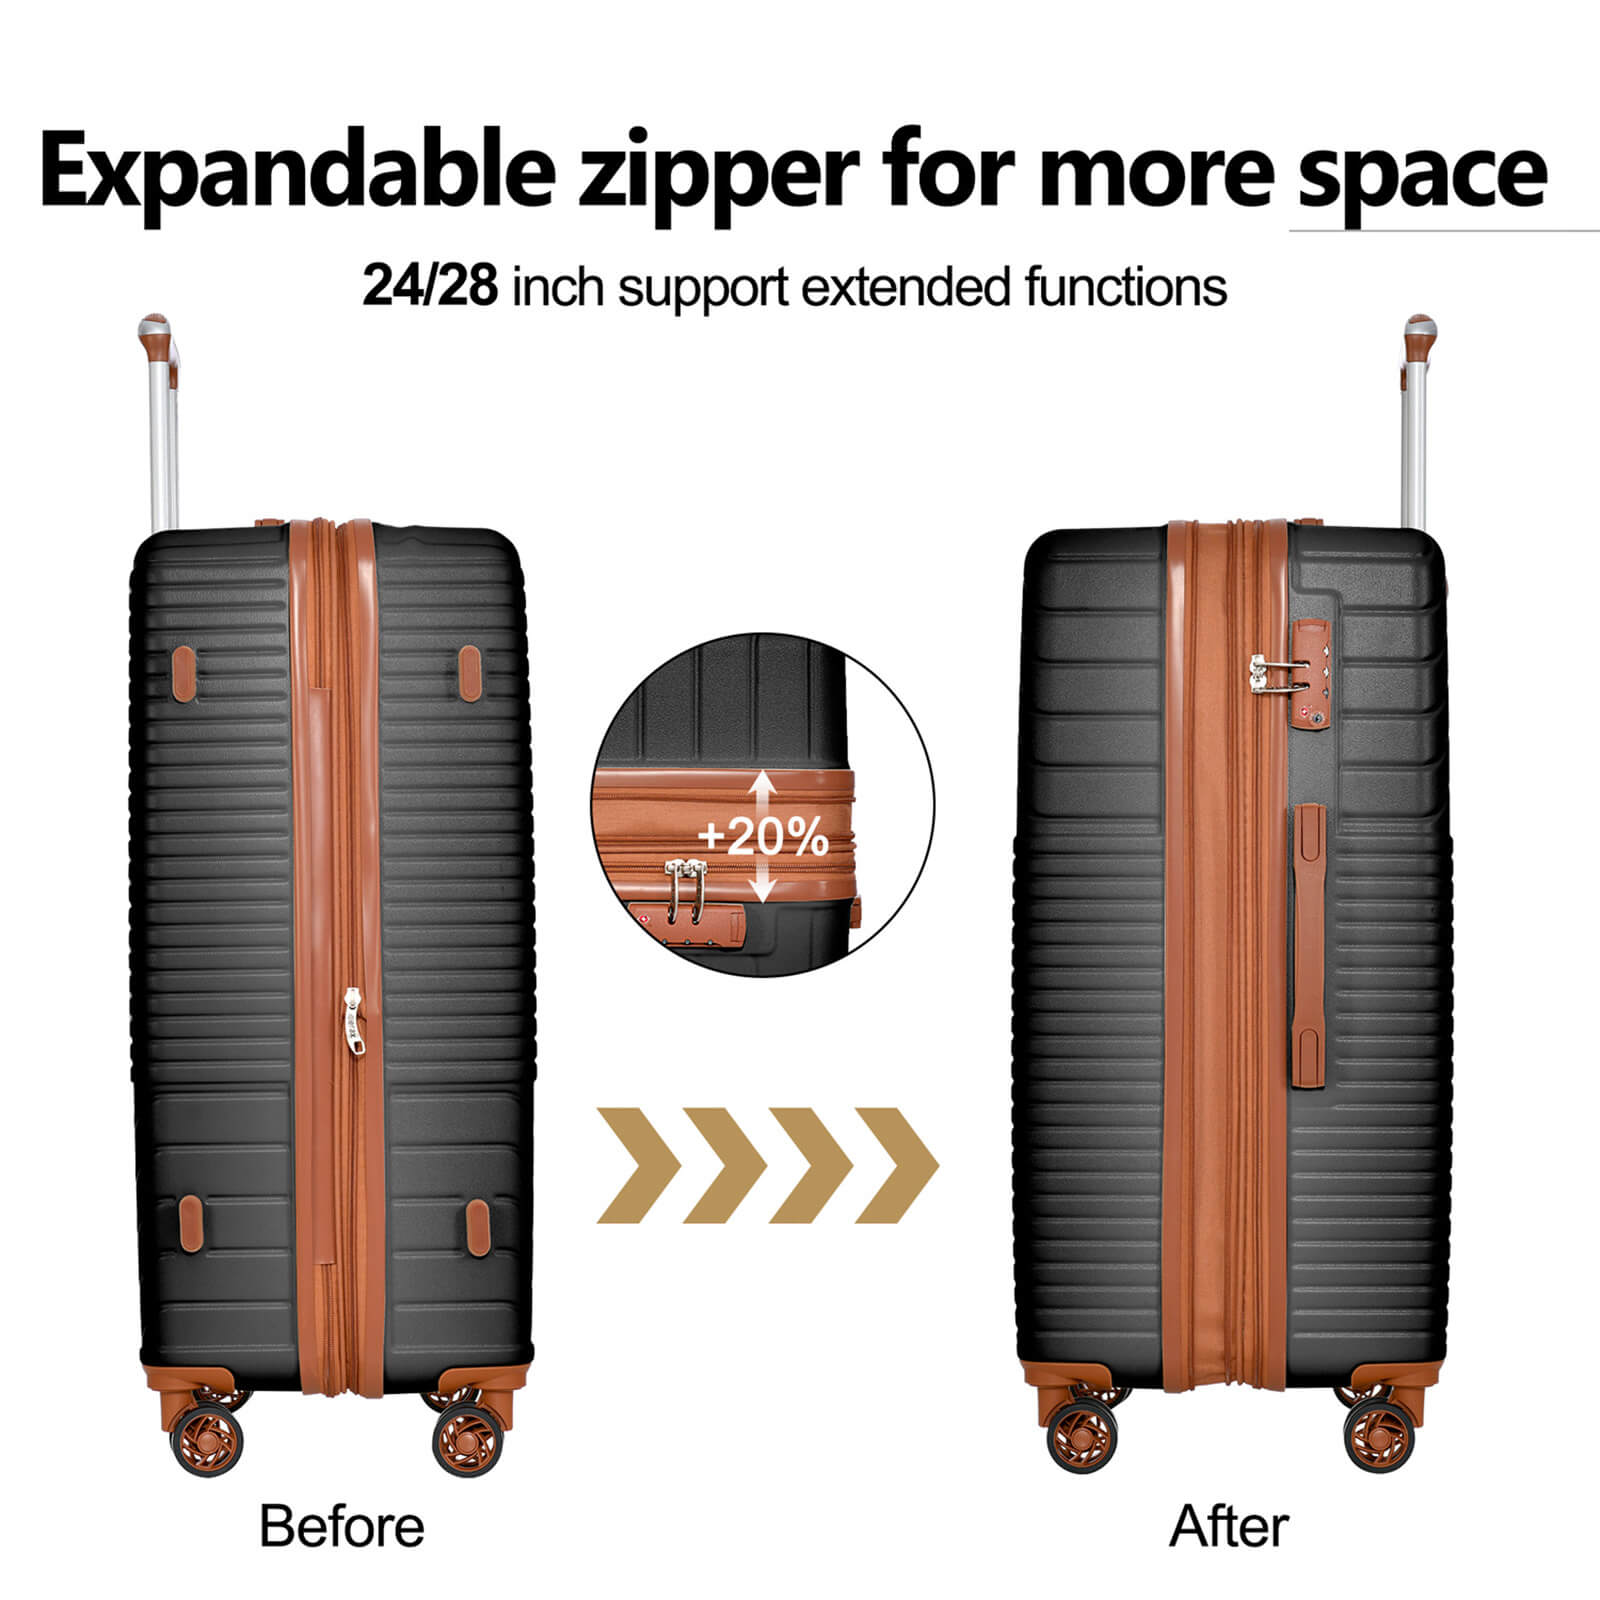 Expandable zipper for more space
24/28 inch support extended functions
+20%
Before
After